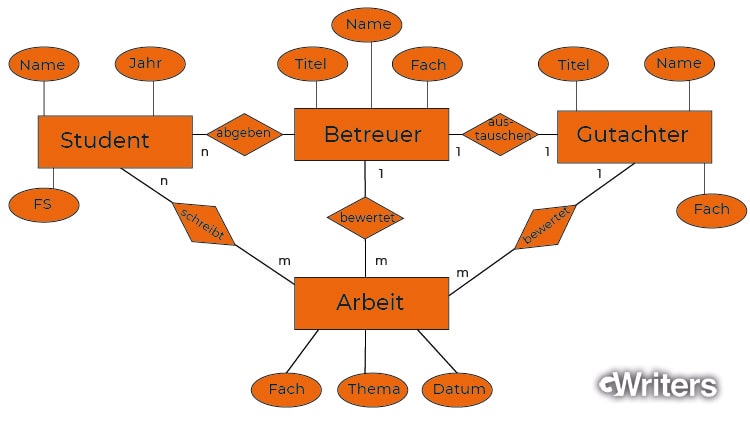 Name
Name
Jahr
Titel
Fach
Titel
Name
Student
abgeben
n
Betreuer
1
aus-
tauschen
1
Gutachter
FS
n
schreibt
m
1
bewertet
m
1
bewertet
m
Fach
Arbeit
Fach
Thema
Datum
Writers